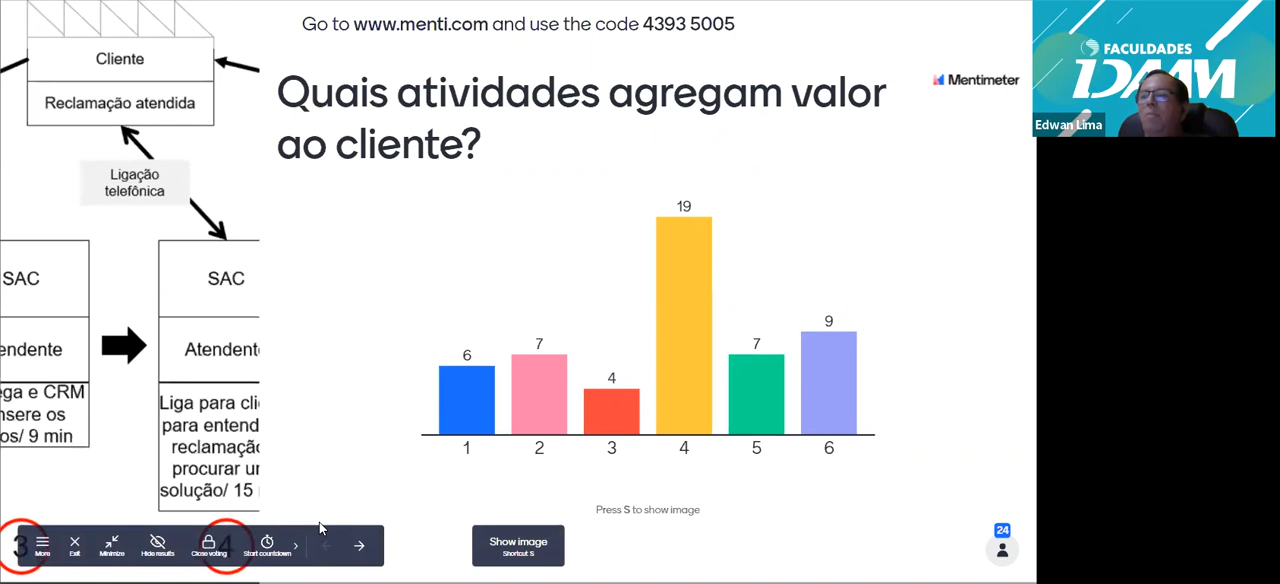 Go to www.menti.com and use the code 4393 5005
Mentimeter
Quais atividades agregam valor
ao cliente?
Cliente
Reclamação atendida
Ligação
telefônica
SAC
endente
ega e CRM
nsere os
os/ 9 min
SAC
Atendent
Liga para cli
para entend
reclamaçã
procurar u
solução/ 15
19
9
7
7
6
4
1 2 3 4 5 6
Press S to show image
Show image
Shortcut S
3
4
More
Exit
Minimize
Hide results
Close voting
Start countdown
24
FACULDADES
IDAAM
Edwan Lima